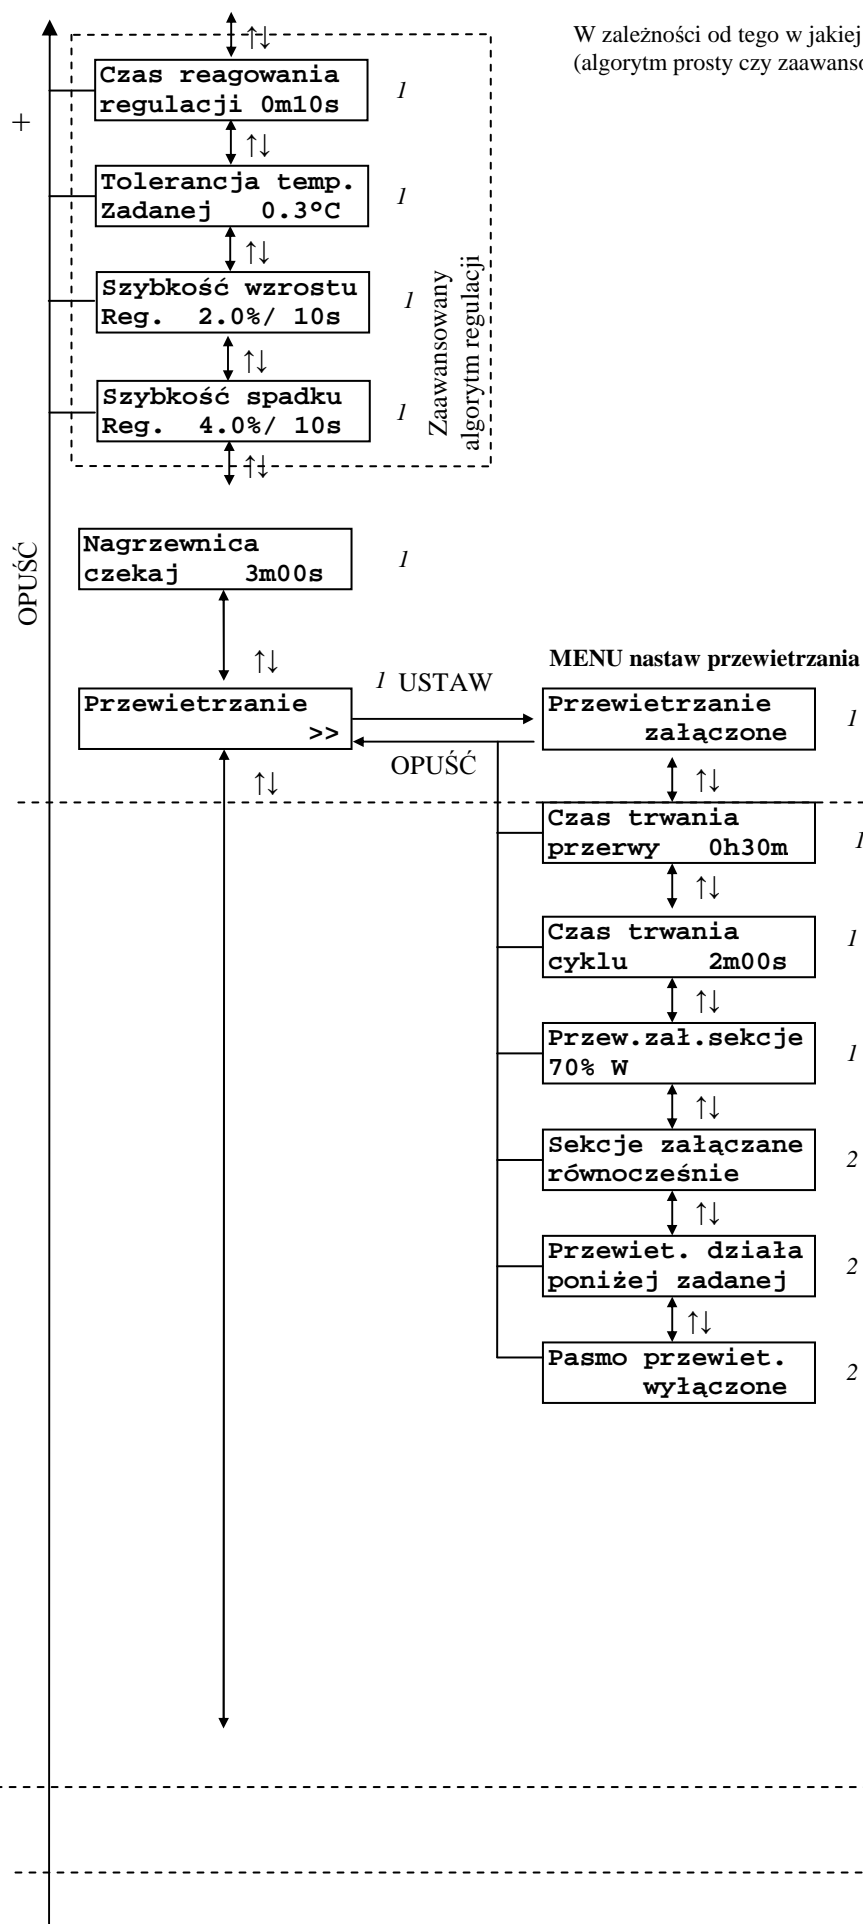 W zależności od tego w jakiej
(algorytm prosty czy
↑↓
Czas reagowania
regulacji 0m10s
1
+
↑↓
Tolerancja temp.
Zadanej 0.3°C
1
↑↓
Szybkość wzrostu
Reg. 2.0%/ 10s
1
↑↓
Szybkość spadku
Reg. 4.0%/ 10s
1
↑↓
Zaawansowany
algorytm regulacji
OPUŚĆ
Nagrzewnica
czekaj 3m00s
1
↑↓
Przewietrzanie
>>
1 USTAW
OPUŚĆ
↑↓
MENU nastaw przewietrzania
Przewietrzanie
załączone
1
↑↓
Czas trwania
przerwy 0h30m
1
↑↓
Czas trwania
cyklu 2m00s
1
↑↓
Przew.zał.sekcje
70% W
1
↑↓
Sekcje załączane
równocześnie
2
↑↓
Przewiet. działa
poniżej zadanej
2
↑↓
Pasmo przewiet.
wyłączone
2